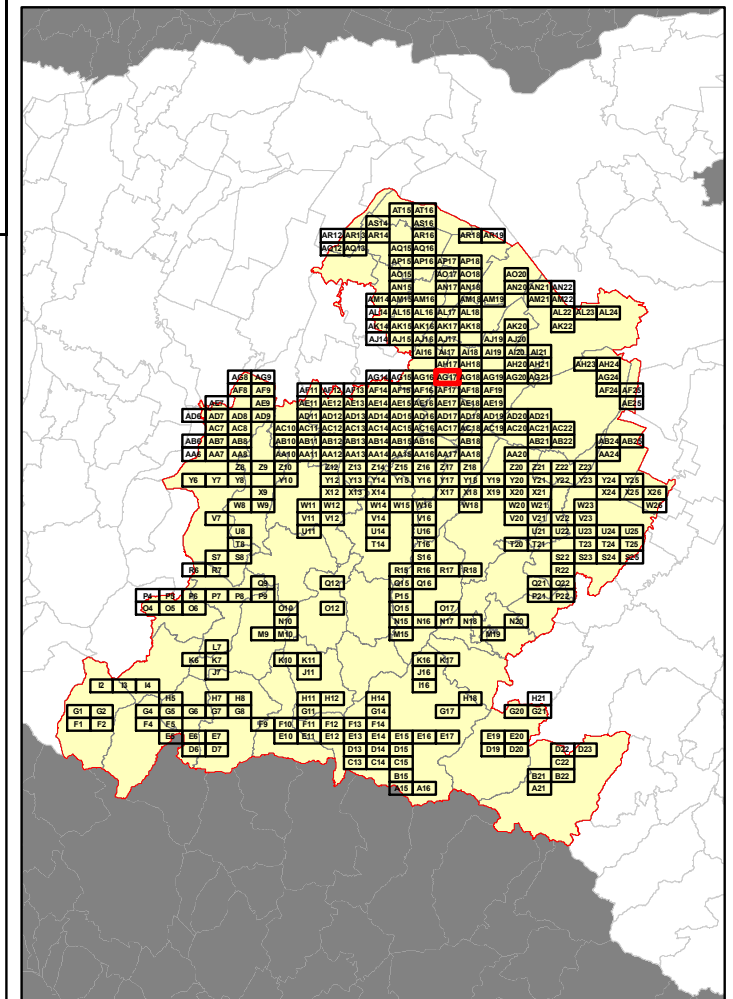 AT15 AT16
AS14 AS16
AR12 AR13 AR14 AR16 AR18 AR19
AQ12 AQ13 AQ15 AQ16
AP15 AP16 AP17 AP18
AO15 AO17 AO18 AO20
AN15 AN17 AN18 AN20 AN21 AN22
AM14 AM15 AM16 AM18 AM19 AM21 AM22
AL14 AL15 AL16 AL17 AL18 AL22 AL23 AL24
AK14 AK15 AK16 AK17 AK18 AK20 AK22
AJ14 AJ15 AJ16 AJ17 AJ19 AJ20
AI16 AI17 AI18 AI19 AI20 AI21
AH17 AH18 AH20 AH21 AH23 AH24
AG8 AG9 AG14 AG15 AG16 AG17 AG18 AG19 AG20 AG21 AG24
AF8 AF9 AF11 AF12 AF13 AF14 AF15 AF16 AF17 AF18 AF19 AF24 AF25
AE7 AE9 AE11 AE12 AE13 AE14 AE15 AE16 AE17 AE18 AE19 AE25
AD6 AD7 AD8 AD9 AD11 AD12 AD13 AD14 AD15 AD16 AD17 AD18 AD19 AD20 AD21
AC7 AC8 AC10 AC11 AC12 AC13 AC14 AC15 AC16 AC17 AC18 AC19 AC20 AC21 AC22
AB6 AB7 AB8 AB10 AB11 AB12 AB13 AB14 AB15 AB16 AB18 AB21 AB22 AB24 AB25
AA6 AA7 AA8 AA10 AA11 AA12 AA13 AA14 AA15 AA16 AA17 AA18 AA20 AA24
Z8 Z9 Z10 Z12 Z13 Z14 Z15 Z16 Z17 Z18 Z20 Z21 Z22 Z23
Y6 Y7 Y8 Y10 Y12 Y13 Y14 Y15 Y16 Y17 Y18 Y19 Y20 Y21 Y22 Y23 Y24 Y25
X9 X12 X13 X14 X17 X18 X19 X20 X21 X24 X25 X26
W8 W9 W11 W12 W14 W15 W16 W18 W20 W21 W23 W26
V7 V11 V12 V14 V16 V20 V21 V22 V23
U8 U11 U14 U16 U21 U22 U23 U24 U25
T8 T14 T16 T20 T21 T23 T24 T25
S7 S8 S16 S22 S23 S24 S25
R6 R7 R15 R16 R17 R18 R22
Q9 Q12 Q15 Q16 Q21 Q22
P4 P5 P6 P7 P8 P9 P15 P21 P22
O4 O5 O6 O10 O12 O15 O17
N10 N15 N16 N17 N18 N20
M9 M10 M15 M19
L7
K6 K7 K10 K11 K16 K17
J7 J11 J16
I2 I3 I4 I16
H5 H7 H8 H11 H12 H14 H18 H21
G1 G2 G4 G5 G6 G7 G8 G11 G14 G17 G20 G21
F1 F2 F4 F5 F9 F10 F11 F12 F13 F14
E5 E6 E7 E10 E11 E12 E13 E14 E15 E16 E17 E19 E20
D6 D7 D13 D14 D15 D19 D20 D22 D23
C13 C14 C15 C22
B15 B21 B22
A15 A16 A21